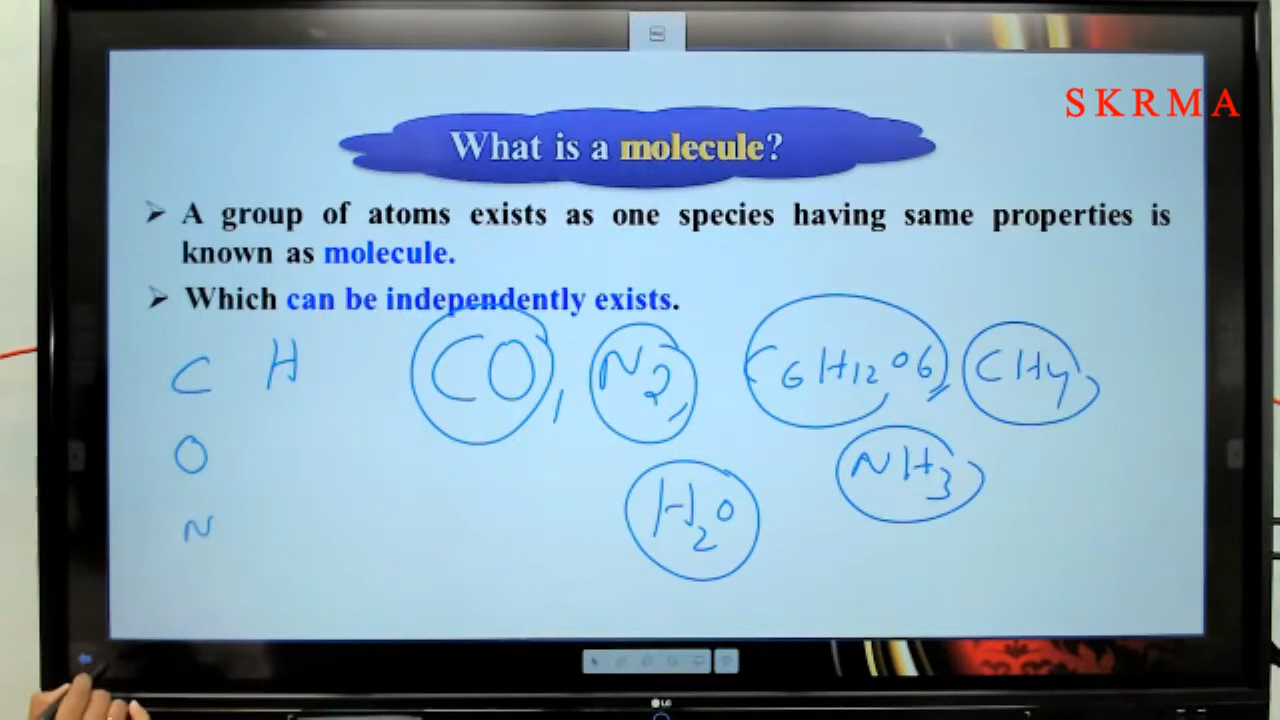 SKRMA
What is a molecule?
➢ A group of atoms exists as one species having same properties is
known as molecule.
➢ Which can be independently exists.
C H CO, N2, C6H12O6, CH4,
O NH3,
N H2O
LG